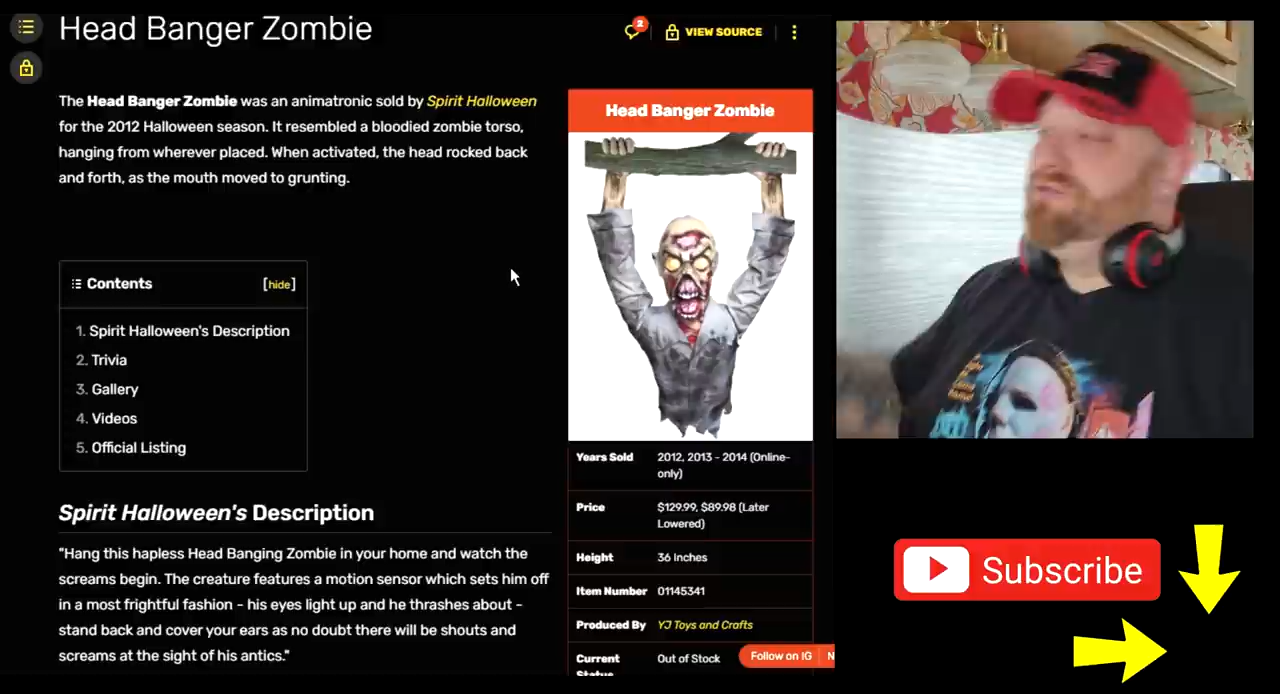 Head Banger Zombie
2
VIEW SOURCE
The Head Banger Zombie was an animatronic sold by Spirit Halloween
for the 2012 Halloween season. It resembled a bloodied zombie torso,
hanging from wherever placed. When activated, the head rocked back
and forth, as the mouth moved to grunting.
Contents [hide]
1. Spirit Halloween's Description
2. Trivia
3. Gallery
4. Videos
5. Official Listing
Spirit Halloween's Description
"Hang this hapless Head Banging Zombie in your home and watch the
screams begin. The creature features a motion sensor which sets him off
in a most frightful fashion - his eyes light up and he thrashes about -
stand back and cover your ears as no doubt there will be shouts and
screams at the sight of his antics."
Head Banger Zombie
Years Sold 2012, 2013 - 2014 (Online-
only)
Price $129.99, $89.98 (Later
Lowered)
Height 36 Inches
Item Number 01145341
Produced By YJ Toys and Crafts
Current Out of Stock
Status
Follow on IG N
Subscribe